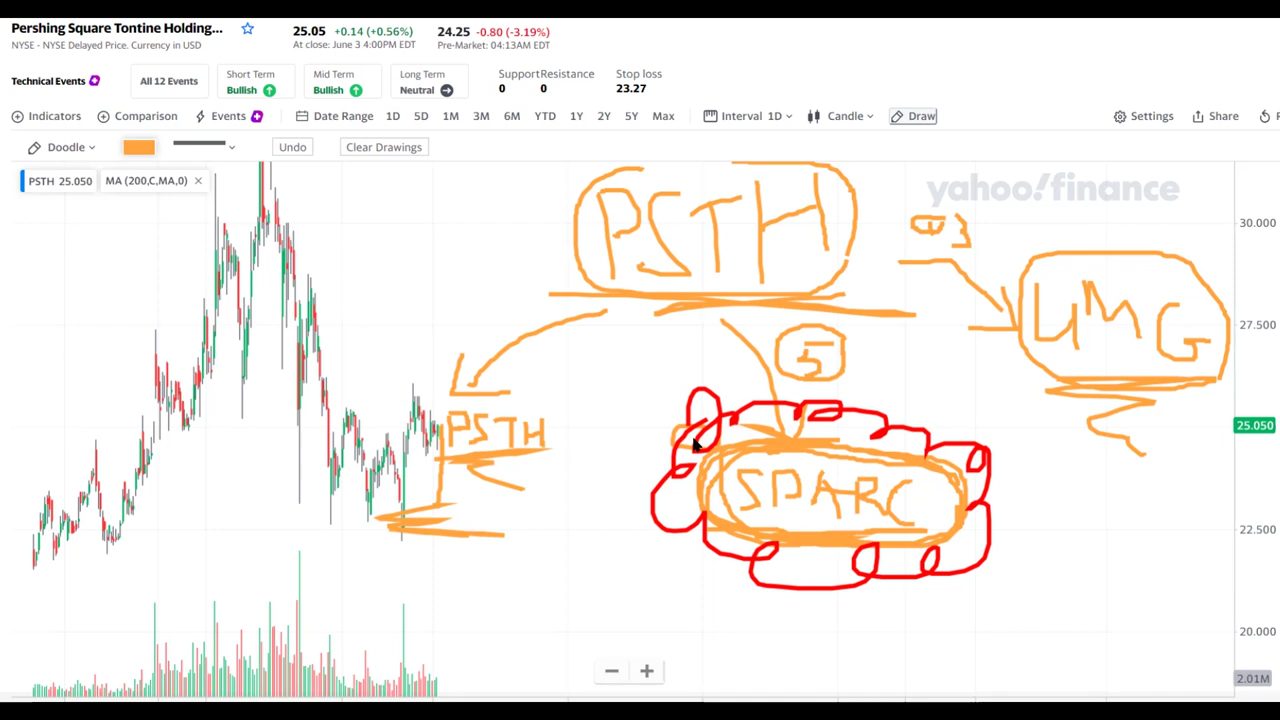 Pershing Square Tontine Holding...
25.05 +0.14 (+0.56%)
24.25 -0.80 (-3.19%)
NYSE - NYSE Delayed Price. Currency in USD
At close: June 3 4:00PM EDT
Pre-Market: 04:13AM EDT
Technical Events
All 12 Events
Short Term
Bullish
Mid Term
Bullish
Long Term
Neutral
Support
0
Resistance
0
Stop loss
23.27
Indicators
Comparison
Events
Date Range
1D
5D
1M
3M
6M
YTD
1Y
2Y
5Y
Max
Interval 1D
Candle
Draw
Settings
Share
Doodle
Undo
Clear Drawings
PSTH 25.050
MA (200,C,MA,0)
yahoo!finance
PSTH
UMG
5
PSTH
SPARC
30.000
27.500
25.050
22.500
20.000
2.01M